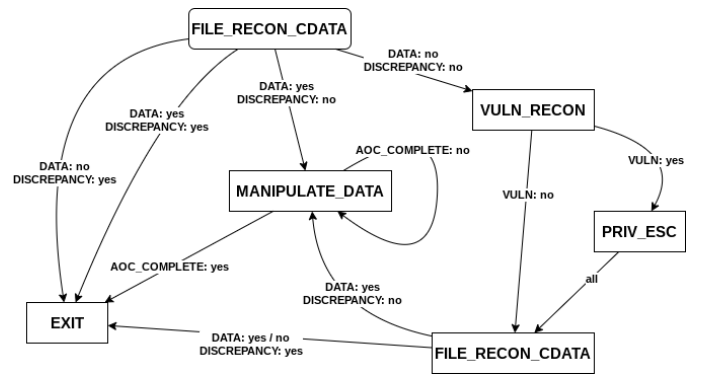 FILE_RECON_CDATA
DATA: no
DISCREPANCY: no
DATA: yes
DISCREPANCY: no
DATA: yes
DISCREPANCY: yes
VULN_RECON
AOC_COMPLETE: no
DATA: no
DISCREPANCY: yes
VULN: yes
MANIPULATE_DATA
VULN: no
PRIV_ESC
AOC_COMPLETE: yes
all
DATA: yes
DISCREPANCY: no
EXIT
DATA: yes / no
DISCREPANCY: yes
FILE_RECON_CDATA